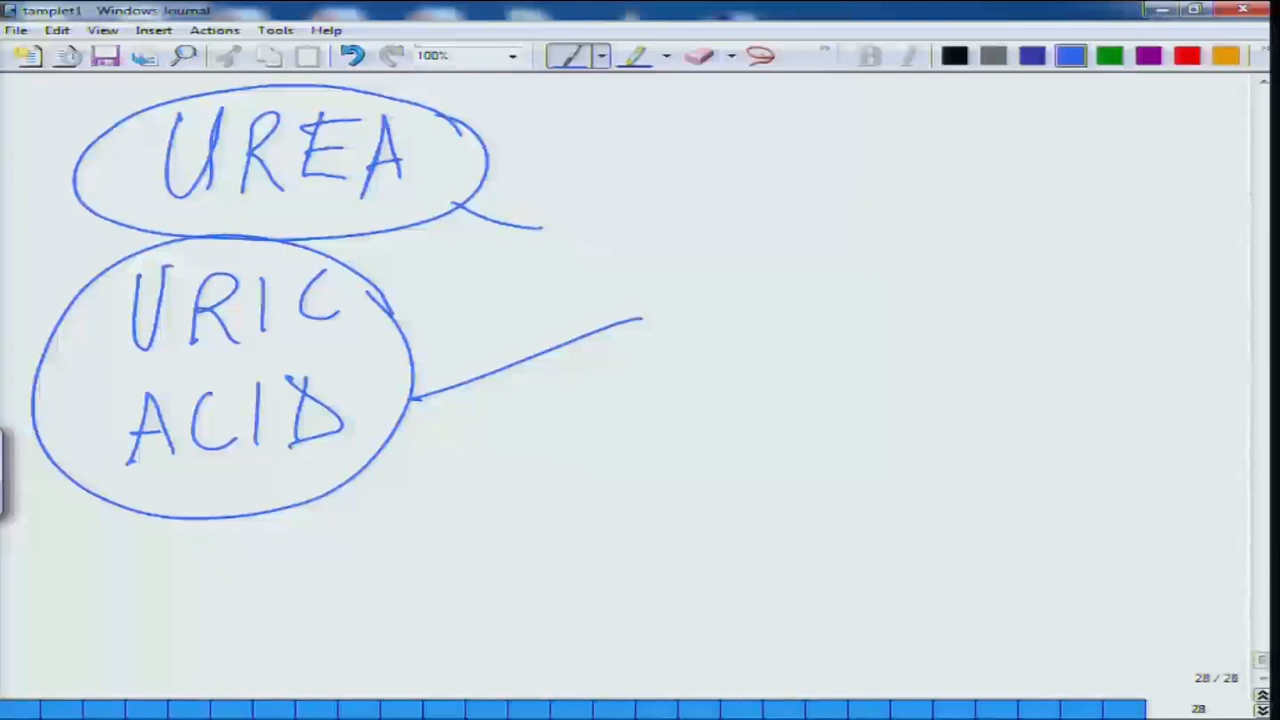 tamplet1 - Windows Journal
File Edit View Insert Actions Tools Help
100%
UREA
URIC
ACID
28 / 28
28